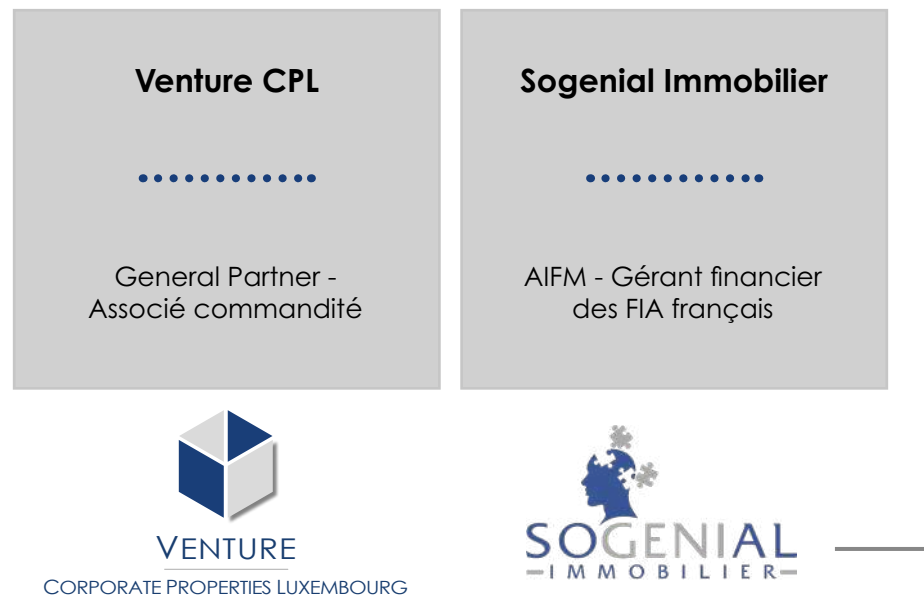 Venture CPL
General Partner -
Associé commandité
VENTURE
CORPORATE PROPERTIES LUXEMBOURG
Sogenial Immobilier
AIFM - Gérant financier
des FIA français
SOGENIAL
IMMOBILIER